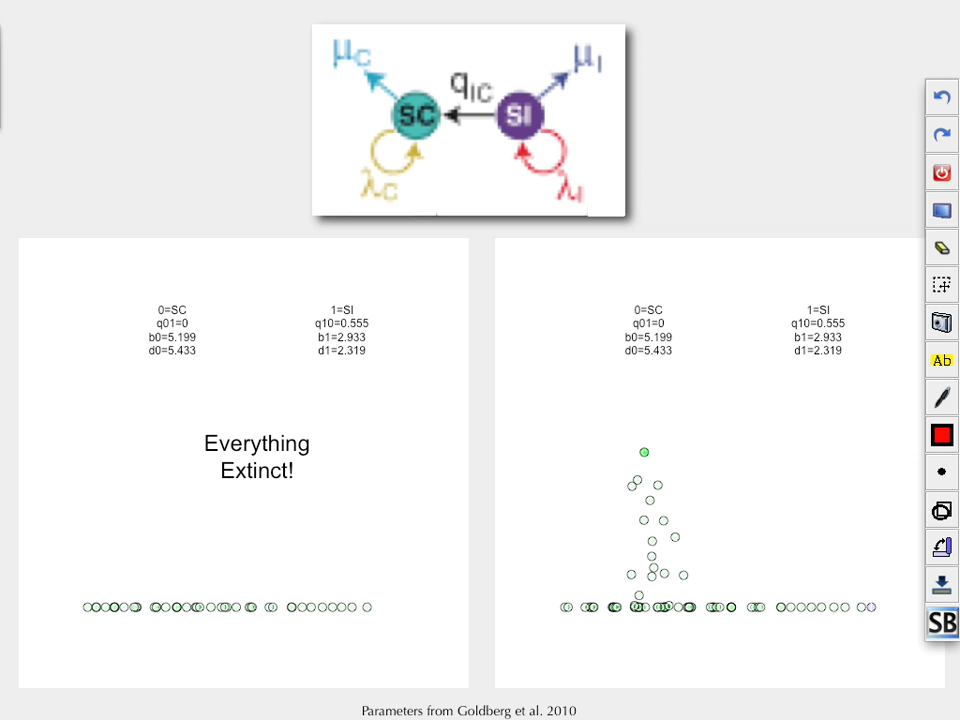 μC
μI
qIC
SC
SI
λC
λI
0=SC
q01=0
b0=5.199
d0=5.433
1=SI
q10=0.555
b1=2.933
d1=2.319
Everything
Extinct!
0=SC
q01=0
b0=5.199
d0=5.433
1=SI
q10=0.555
b1=2.933
d1=2.319
Ab
SB
Parameters from Goldberg et al. 2010